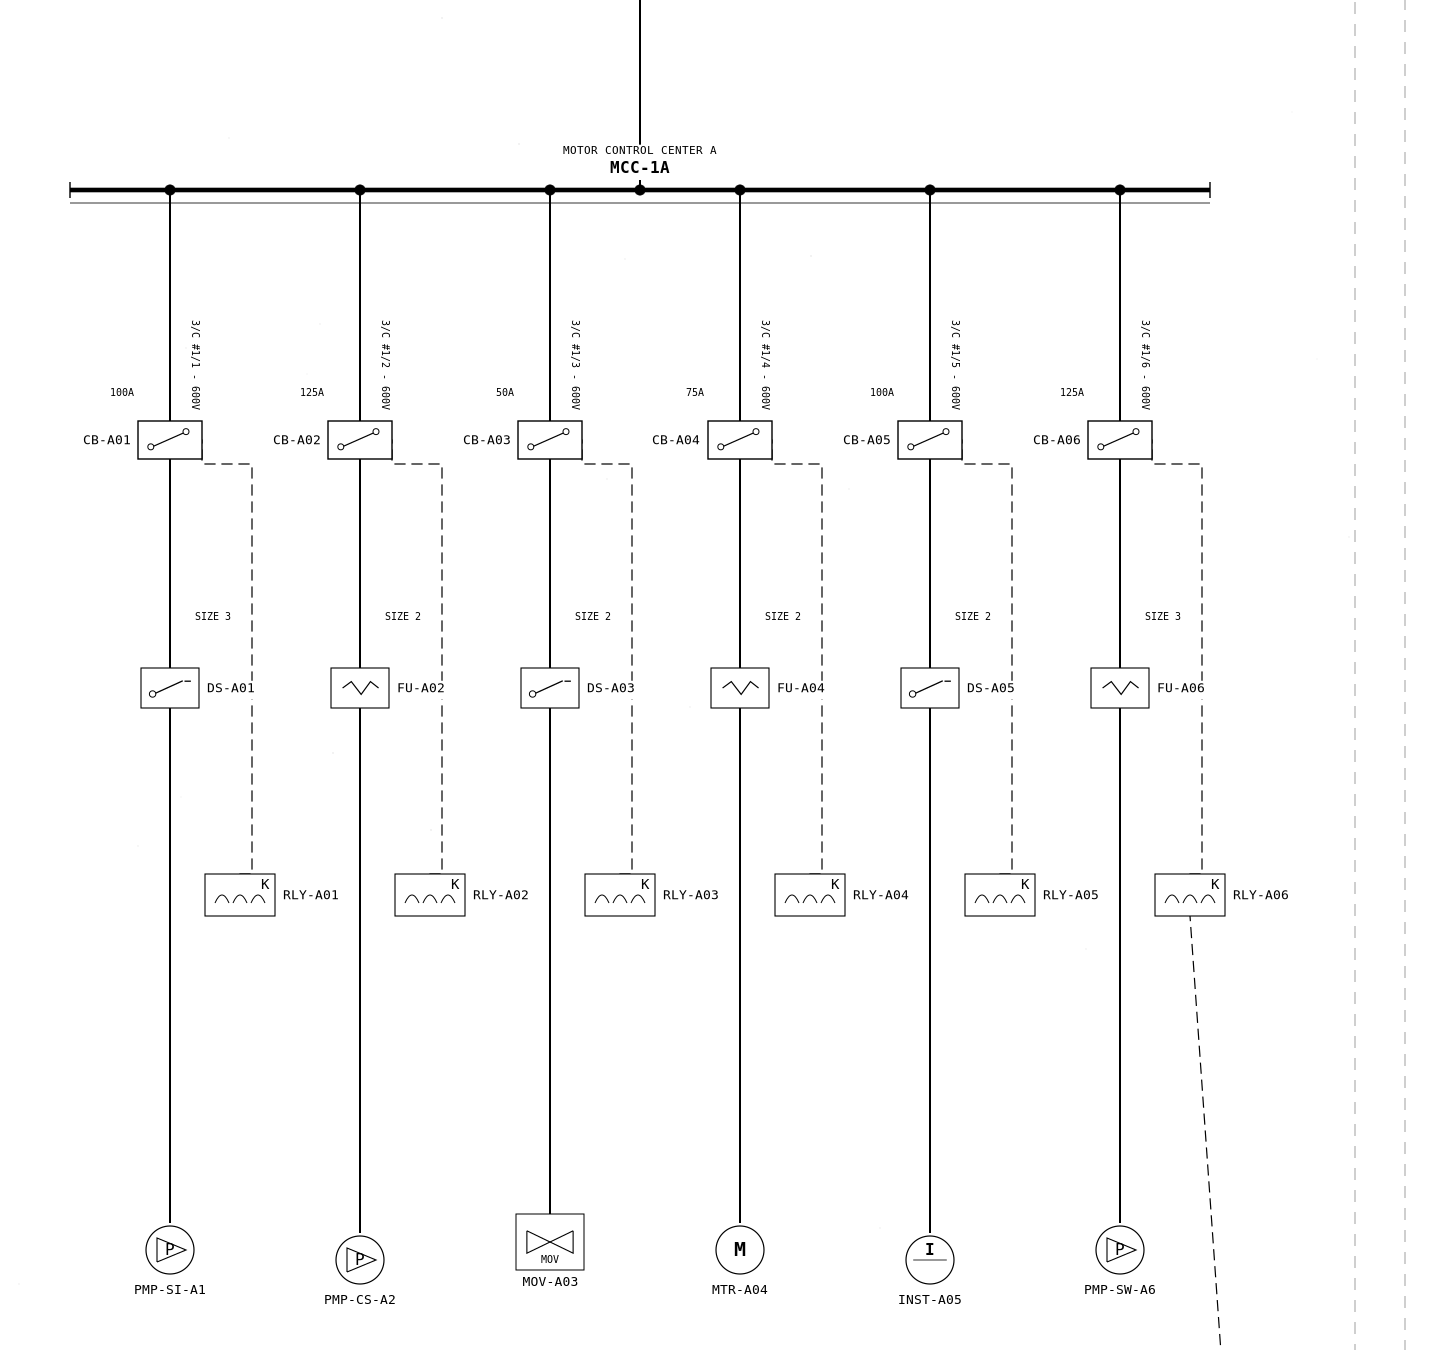 MOTOR CONTROL CENTER A
MCC-1A
3/C #1/1 - 600V
3/C #1/2 - 600V
3/C #1/3 - 600V
3/C #1/4 - 600V
3/C #1/5 - 600V
3/C #1/6 - 600V
100A
125A
50A
75A
100A
125A
CB-A01
CB-A02
CB-A03
CB-A04
CB-A05
CB-A06
SIZE 3
SIZE 2
SIZE 2
SIZE 2
SIZE 2
SIZE 3
DS-A01
FU-A02
DS-A03
FU-A04
DS-A05
FU-A06
K
K
K
K
K
K
RLY-A01
RLY-A02
RLY-A03
RLY-A04
RLY-A05
RLY-A06
P
P
MOV
M
I
P
PMP-SI-A1
PMP-CS-A2
MOV-A03
MTR-A04
INST-A05
PMP-SW-A6